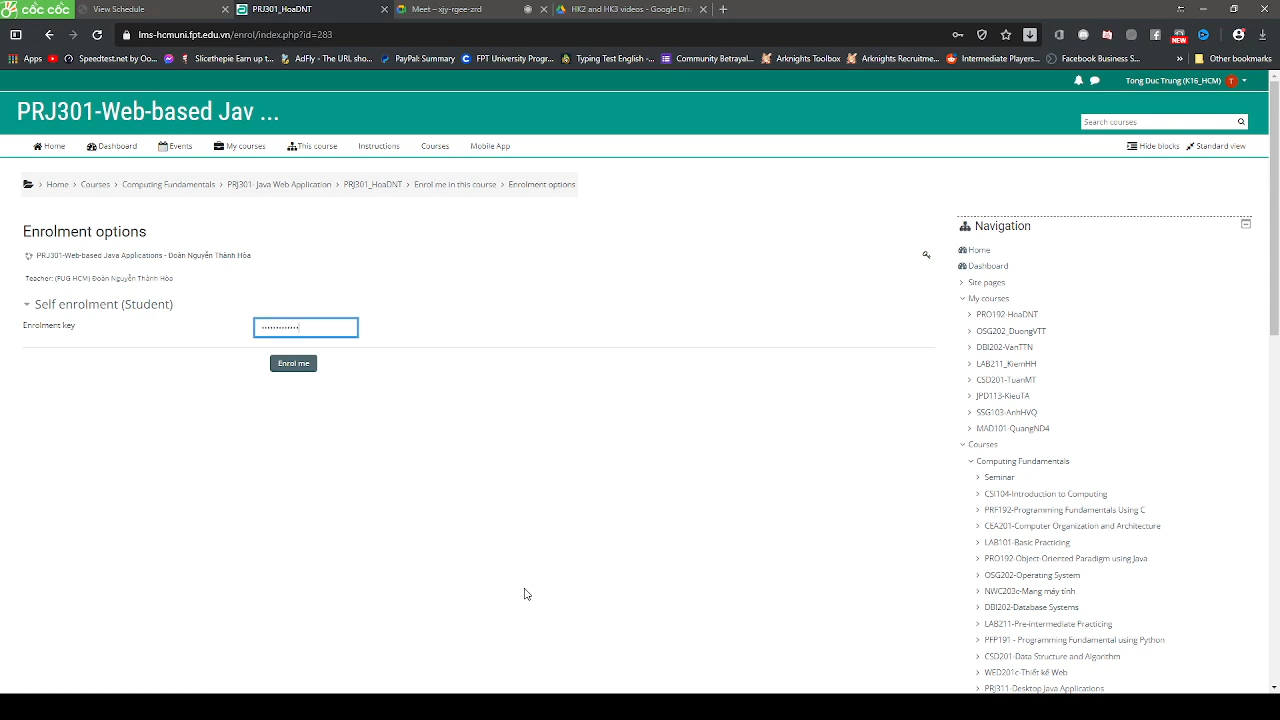 cốc cốc
View Schedule
PRJ301_HoaDNT
Meet – xjy-rgee-zrd
HK2 and HK3 videos - Google Dri
lms-hcmuni.fpt.edu.vn/enrol/index.php?id=283
NEW
Apps
Speedtest.net by Oo...
Slicethepie Earn up t...
AdFly - The URL sho...
PayPal: Summary
FPT University Progr...
Typing Test English -...
Community Betrayal...
Arknights Toolbox
Arknights Recruitme...
Intermediate Players...
Facebook Business S...
Other bookmarks
Tong Duc Trung (K16_HCM)
T
PRJ301-Web-based Jav ...
Search courses
Home
Dashboard
Events
My courses
This course
Instructions
Courses
Mobile App
Hide blocks
Standard view
Home > Courses > Computing Fundamentals > PRJ301- Java Web Application > PRJ301_HoaDNT > Enrol me in this course > Enrolment options
Enrolment options
PRJ301-Web-based Java Applications - Đoàn Nguyễn Thành Hòa
Teacher: (FUG HCM) Đoàn Nguyễn Thành Hòa
Self enrolment (Student)
Enrolment key
Enrol me
Navigation
Home
Dashboard
Site pages
My courses
PRO192-HoaDNT
OSG202_DuongVTT
DBI202-VanTTN
LAB211_KiemHH
CSD201-TuanMT
JPD113-KieuTA
SSG103-AnhHVQ
MAD101-QuangND4
Courses
Computing Fundamentals
Seminar
CSI104-Introduction to Computing
PRF192-Programming Fundamentals Using C
CEA201-Computer Organization and Architecture
LAB101-Basic Practicing
PRO192-Object-Oriented Paradigm using Java
OSG202-Operating System
NWC203c-Mạng máy tính
DBI202-Database Systems
LAB211-Pre-intermediate Practicing
PFP191 - Programming Fundamental using Python
CSD201-Data Structure and Algorithm
WED201c-Thiết kế Web
PRJ311-Desktop Java Applications